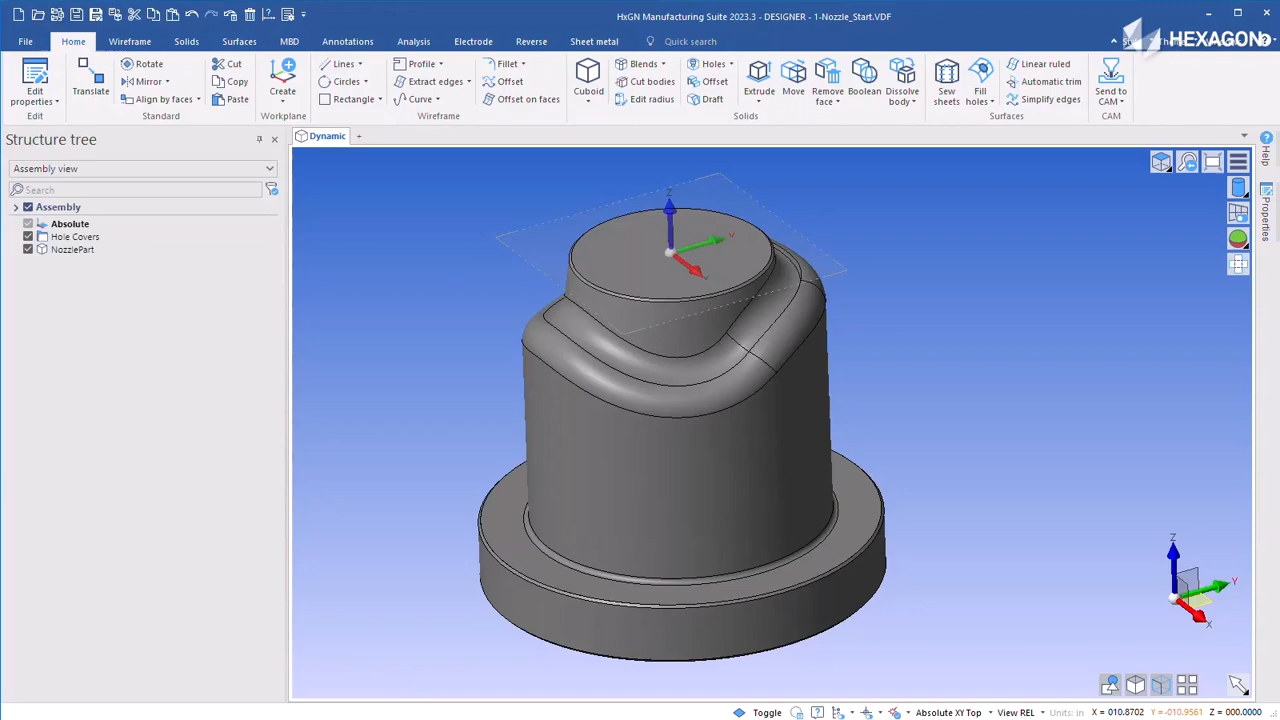 HxGN Manufacturing Suite 2023.3 - DESIGNER - 1-Nozzle_Start.VDF
HEXAGON
File Home Wireframe Solids Surfaces MBD Annotations Analysis Electrode Reverse Sheet metal Quick search
Edit properties
Edit
Translate
Rotate
Mirror
Align by faces
Cut
Copy
Paste
Standard
Create
Workplane
Lines
Circles
Rectangle
Profile
Extract edges
Curve
Fillet
Offset
Offset on faces
Wireframe
Cuboid
Blends
Cut bodies
Edit radius
Holes
Offset
Draft
Extrude
Move
Remove face
Boolean
Dissolve body
Solids
Sew sheets
Fill holes
Linear ruled
Automatic trim
Simplify edges
Surfaces
Send to CAM
CAM
Structure tree
Assembly view
Search
Assembly
Absolute
Hole Covers
NozzlePart
Dynamic
Help
Properties
Z
Y
Z
Y
X
Toggle
Absolute XY Top
View REL
Units: in
X = 010.8702
Y = -010.9561
Z = 000.0000